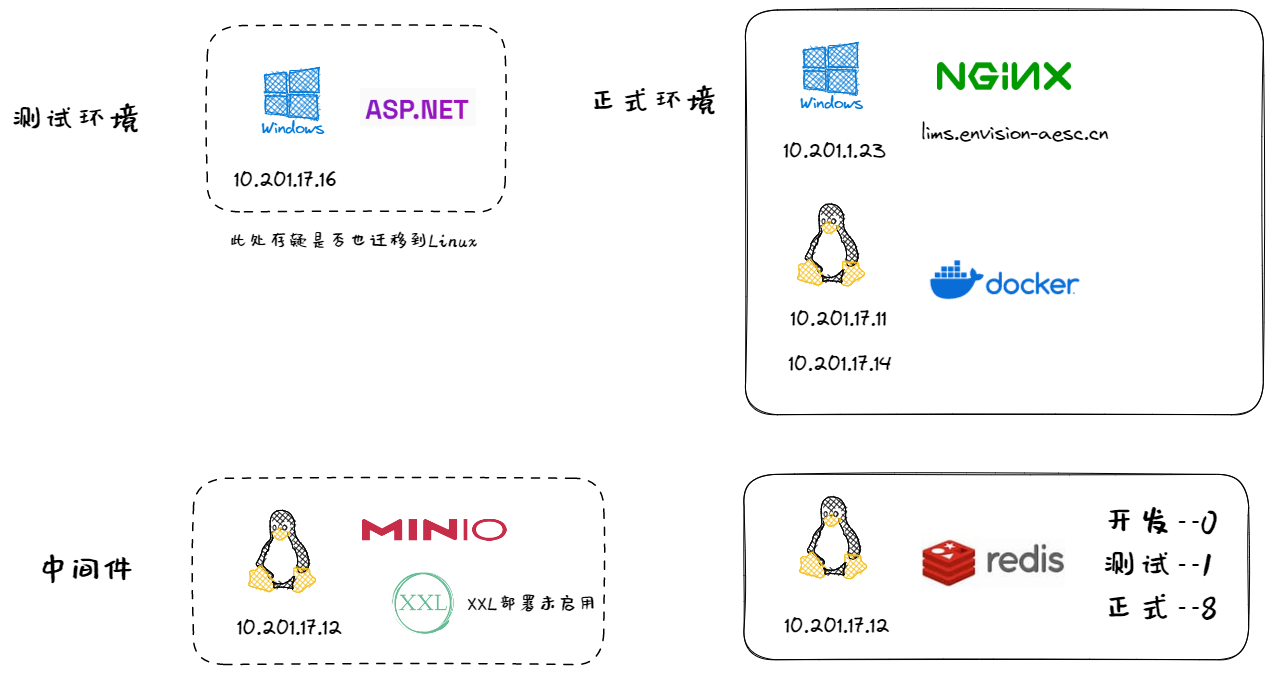 测试环境
Windows
ASP.NET
10.201.17.16
此处存疑是否也迁移到Linux
正式环境
Windows
NGINX
10.201.1.23
lims.envision-aesc.cn
docker
10.201.17.11
10.201.17.14
中间件
MINIO
XXL
XXL部署未启用
10.201.17.12
redis
10.201.17.12
开发--0
测试--1
正式--8